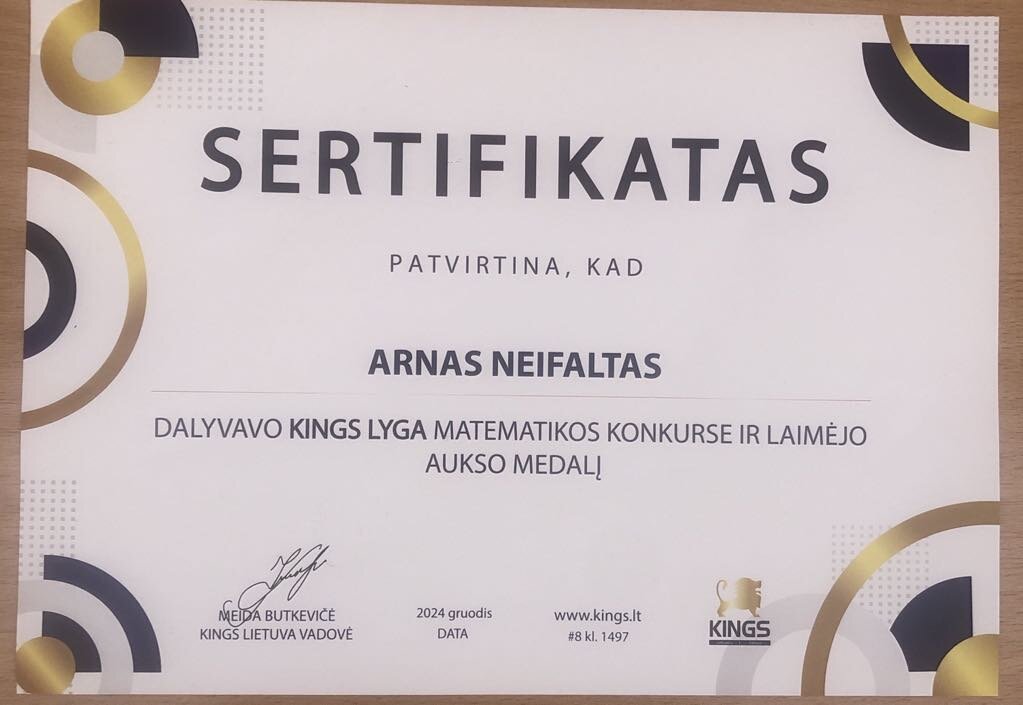 SERTIFIKATAS
PATVIRTINA, KAD
ARNAS NEIFALTAS
DALYVAVO KINGS LYGA MATEMATIKOS KONKURSE IR LAIMĖJO
AUKSO MEDALĮ
MEIDA BUTKEVIČĖ
KINGS LIETUVA VADOVĖ
2024 gruodis
DATA
www.kings.lt
#8 kl. 1497
KINGS